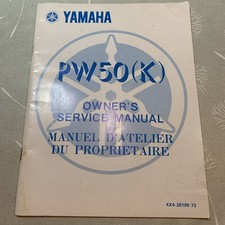 YAMAHA
PW50(K)
OWNER'S
SERVICE MANUAL
MANUEL D'ATELIER
DU PROPRIETAIRE
4X4-28199-73